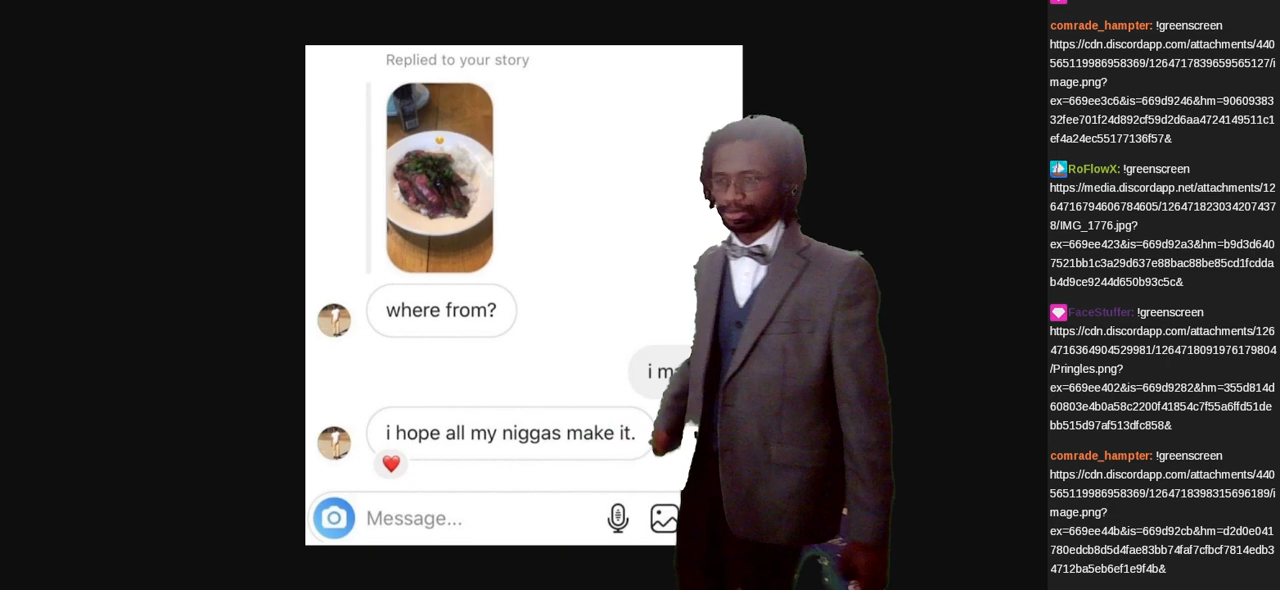 Replied to your story
where from?
i ma
i hope all my niggas make it.
Message...
comrade_hampter: !greenscreen
https://cdn.discordapp.com/attachments/440
565119986958369/1264717839659565127/i
mage.png?
ex=669ee3c6&is=669d9246&hm=90609383
32fee701f24d892cf59d2d6aa4724149511c1
ef4a24ec55177136f57&
RoFlowX: !greenscreen
https://media.discordapp.net/attachments/12
64716794606784605/126471823034207437
8/IMG_1776.jpg?
ex=669ee423&is=669d92a3&hm=b9d3d640
7521bb1c3a29d637e88bac88be85cd1fcdda
b4d9ce9244d650b93c5c&
FaceStuffer: !greenscreen
https://cdn.discordapp.com/attachments/126
4716364904529981/1264718091976179804
/Pringles.png?
ex=669ee402&is=669d9282&hm=355d814d
60803e4b0a58c2200f41854c7f55a6ffd51de
bb515d97af513dfc858&
comrade_hampter: !greenscreen
https://cdn.discordapp.com/attachments/440
565119986958369/1264718398315696189/i
mage.png?
ex=669ee44b&is=669d92cb&hm=d2d0e041
780edcb8d5d4fae83bb74faf7cfbcf7814edb3
4712ba5eb6ef1e9f4b&